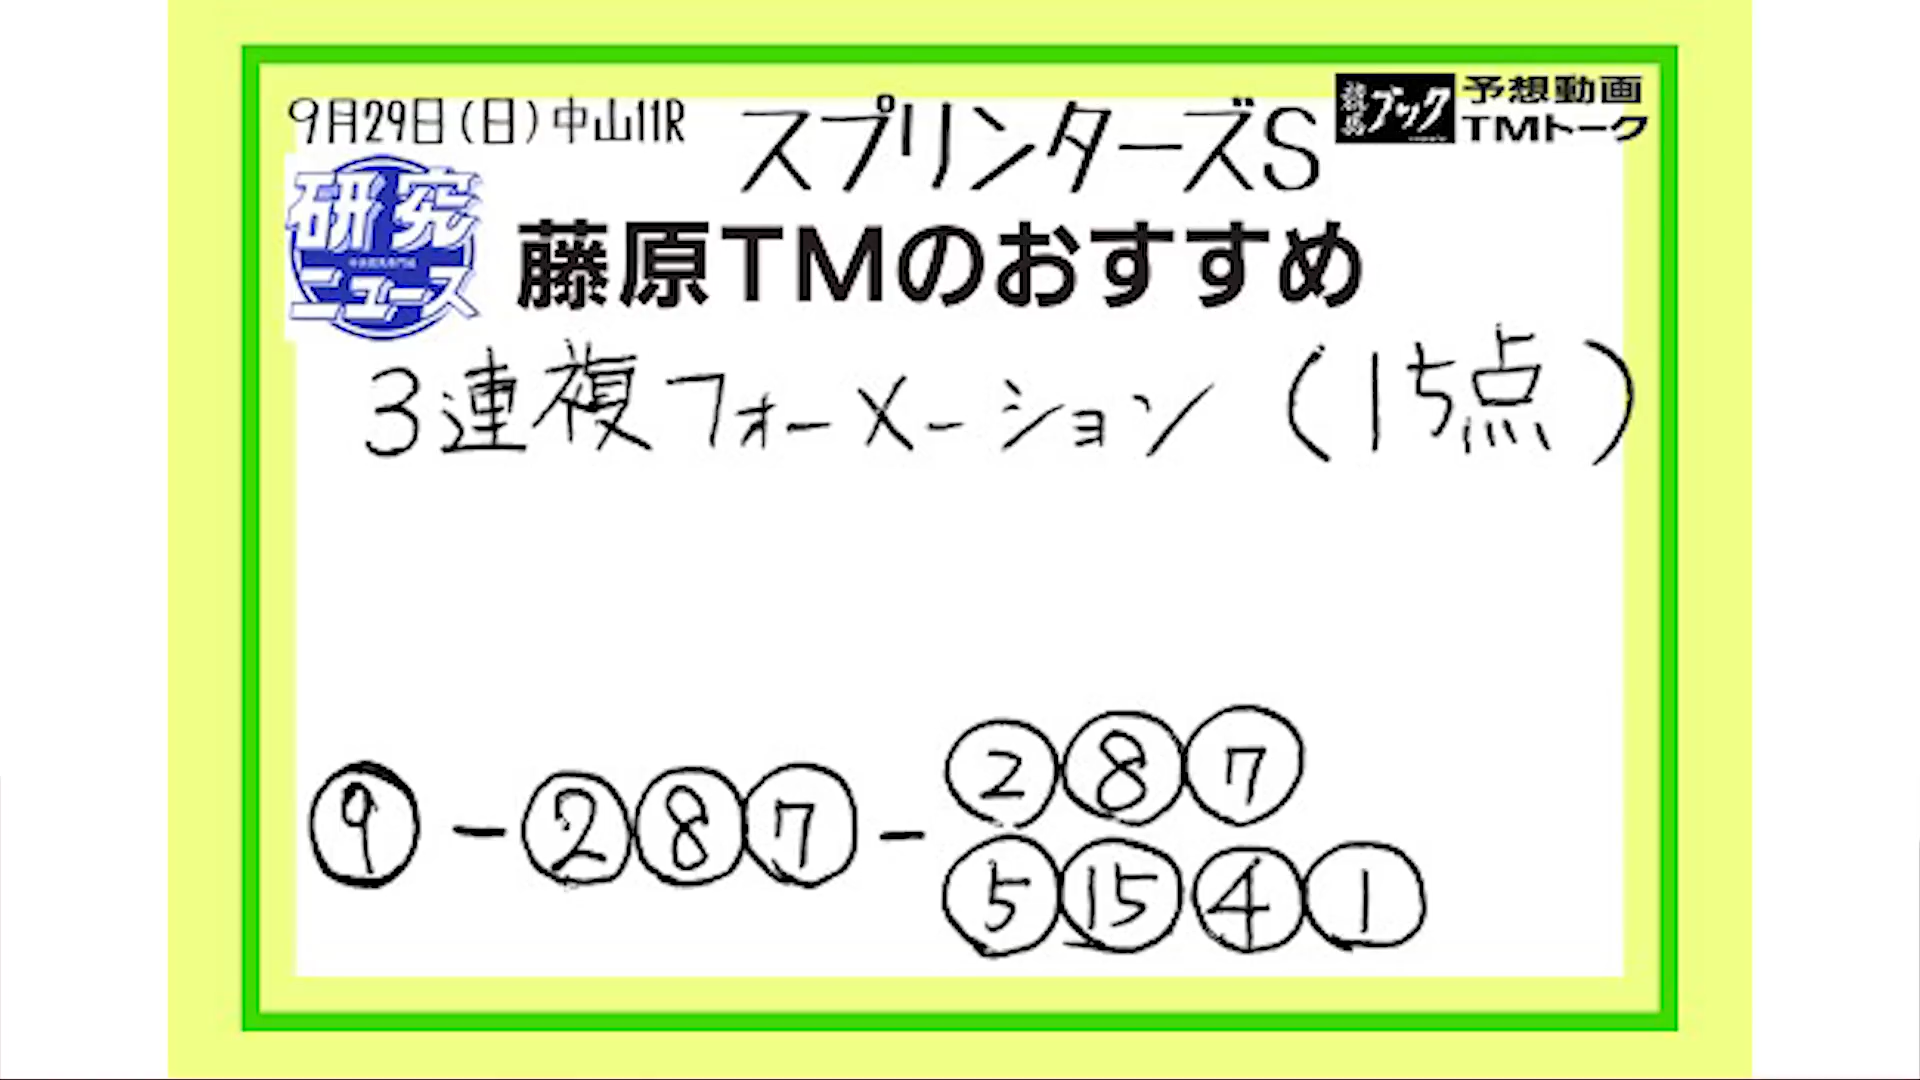 9月29日(日)中山11R スプリンターズS
競馬ブック 予想動画
TMトーク
研究
ニュース
藤原TMのおすすめ
3連複フォーメーション(15点)
⑨-②⑧⑦-②⑧⑦
⑤⑮④①